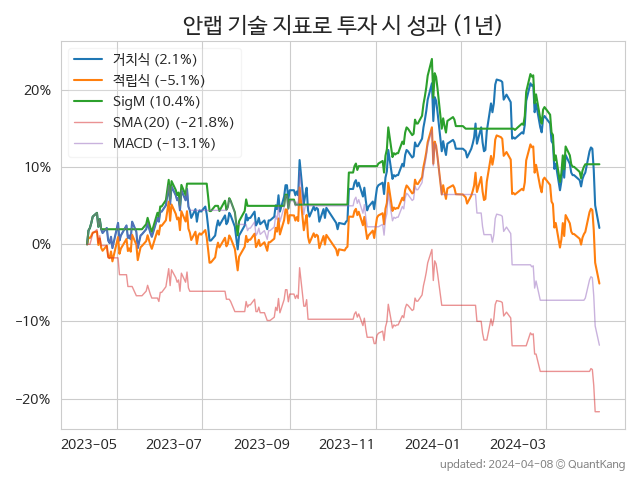 안랩 기술 지표로 투자 시 성과 (1년)
거치식 (2.1%)
적립식 (−5.1%)
SigM (10.4%)
SMA(20) (−21.8%)
MACD (−13.1%)
20%
10%
0%
−10%
−20%
2023-05 2023-07 2023-09 2023-11 2024-01 2024-03
updated: 2024-04-08 © QuantKang